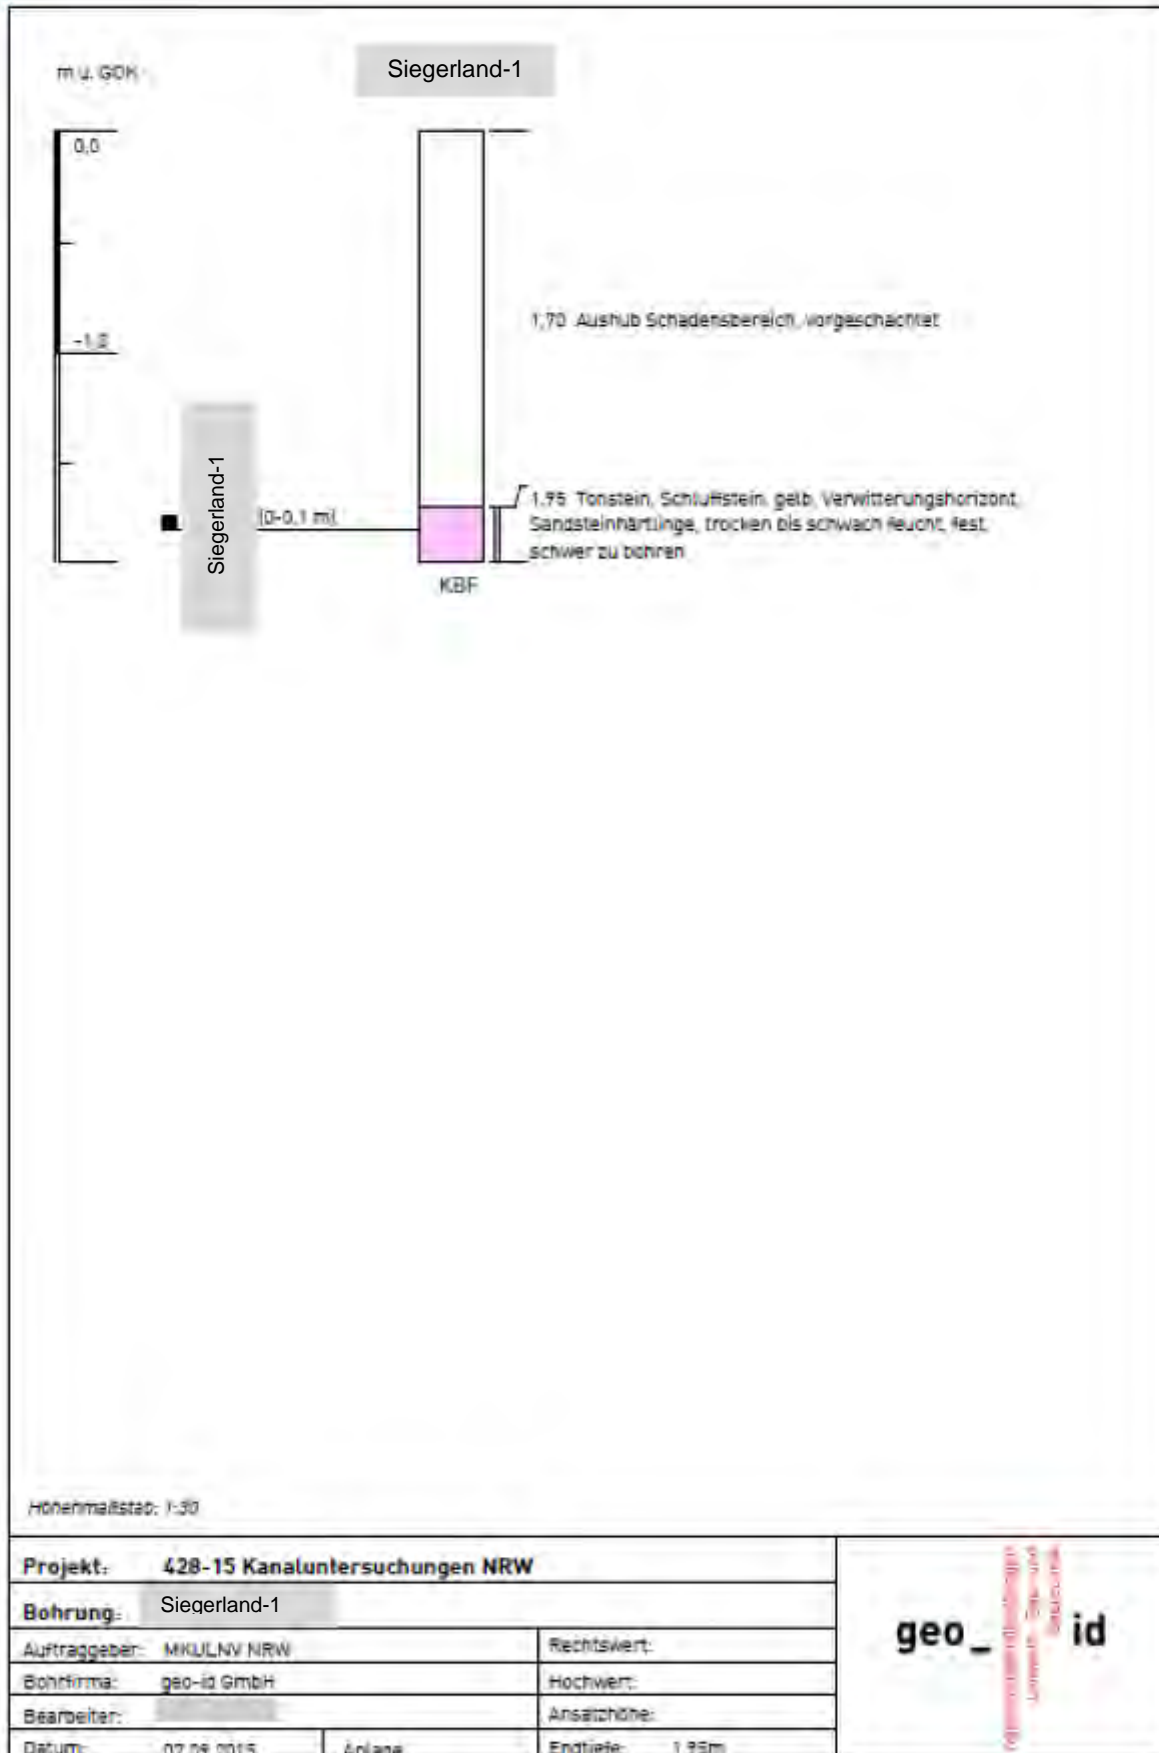 m u. GOK
Siegerland-1
0,0
-1,0
1,70 Aushub Schadensbereich, vorgeschachtet
Siegerland-1
(0-0,1 m)
1,95 Tonstein, Schluffstein, gelb, Verwitterungshorizont,
Sandsteinhärtlinge, trocken bis schwach feucht, fest,
schwer zu bohren
KBF
Höhenmaßstab: 1:30
Projekt: 428-15 Kanaluntersuchungen NRW
Bohrung: Siegerland-1
Auftraggeber: MKULNV NRW
Rechtswert:
Bohrfirma: geo-id GmbH
Hochwert:
Bearbeiter:
Ansatzhöhe:
Datum: 07.09.2015
Anlage
Endtiefe: 1,95m
geo_ id